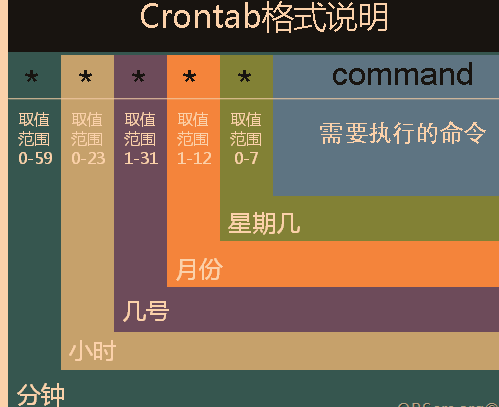 Crontab格式说明
* * * * * command
取值 取值 取值 取值 取值 需要执行的命令
范围 范围 范围 范围 范围
0-59 0-23 1-31 1-12 0-7
星期几
月份
几号
小时
分钟